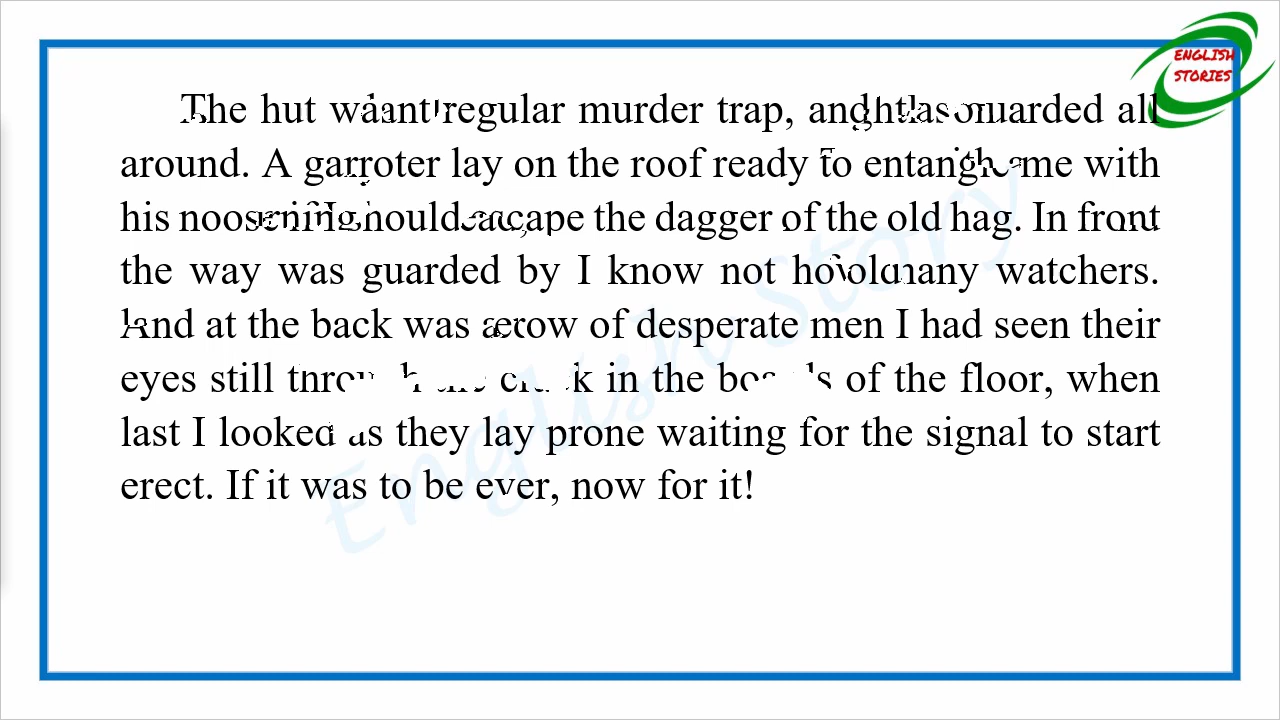 ENGLISH
STORIES
The hut was a regular murder trap, and was guarded all
around. A garroter lay on the roof ready to entangle me with
his noose if I should escape the dagger of the old hag. In front
the way was guarded by I know not how many watchers.
And at the back was a row of desperate men I had seen their
eyes still through the crack in the boards of the floor, when
last I looked as they lay prone waiting for the signal to start
erect. If it was to be ever, now for it!
English Story